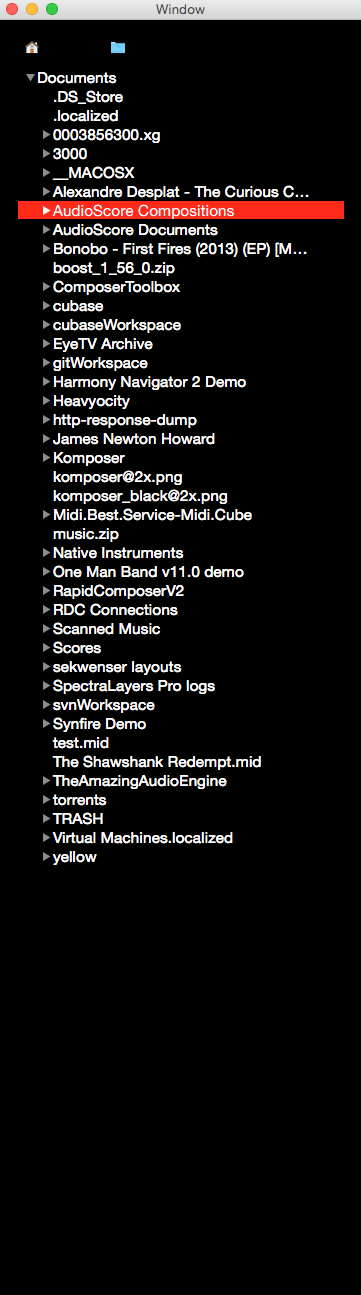 Window
Documents
.DS_Store
.localized
0003856300.xg
3000
__MACOSX
Alexandre Desplat - The Curious C...
AudioScore Compositions
AudioScore Documents
Bonobo - First Fires (2013) (EP) [M...
boost_1_56_0.zip
ComposerToolbox
cubase
cubaseWorkspace
EyeTV Archive
gitWorkspace
Harmony Navigator 2 Demo
Heavyocity
http-response-dump
James Newton Howard
Komposer
komposer@2x.png
komposer_black@2x.png
Midi.Best.Service-Midi.Cube
music.zip
Native Instruments
One Man Band v11.0 demo
RapidComposerV2
RDC Connections
Scanned Music
Scores
sekwenser layouts
SpectraLayers Pro logs
svnWorkspace
Synfire Demo
test.mid
The Shawshank Redempt.mid
TheAmazingAudioEngine
torrents
TRASH
Virtual Machines.localized
yellow